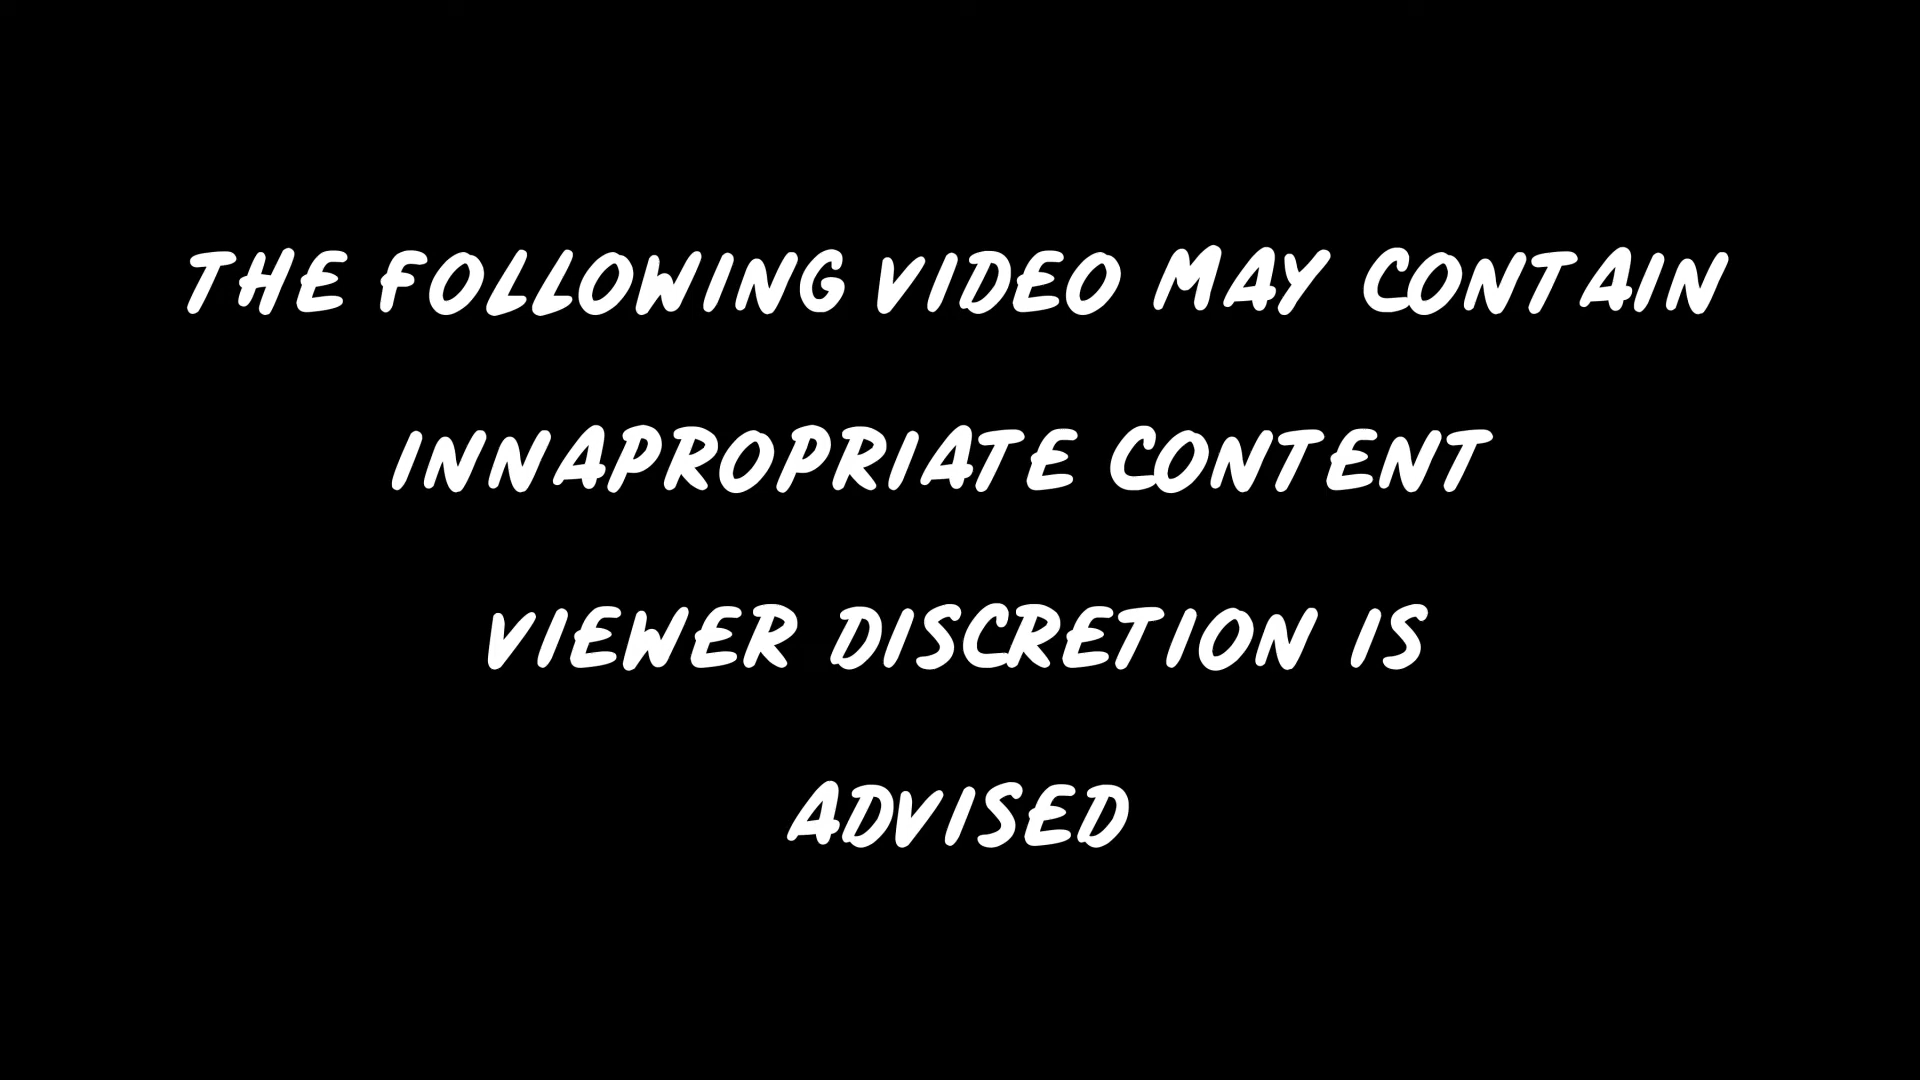 THE FOLLOWING VIDEO MAY CONTAIN
INNAPROPRIATE CONTENT
VIEWER DISCRETION IS
ADVISED